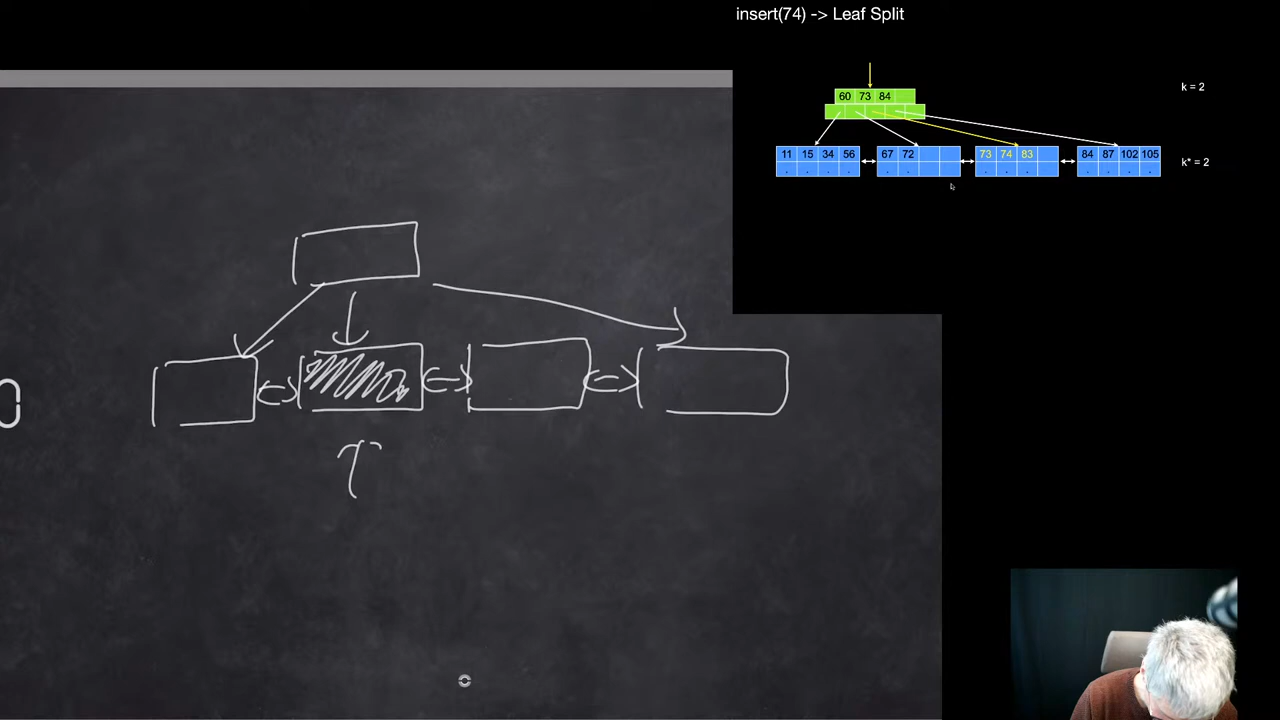 insert(74) -> Leaf Split
60 73 84
k = 2
11 15 34 56
67 72
73 74 83
84 87 102 105
. . . .
. .
. . .
. . . .
k* = 2